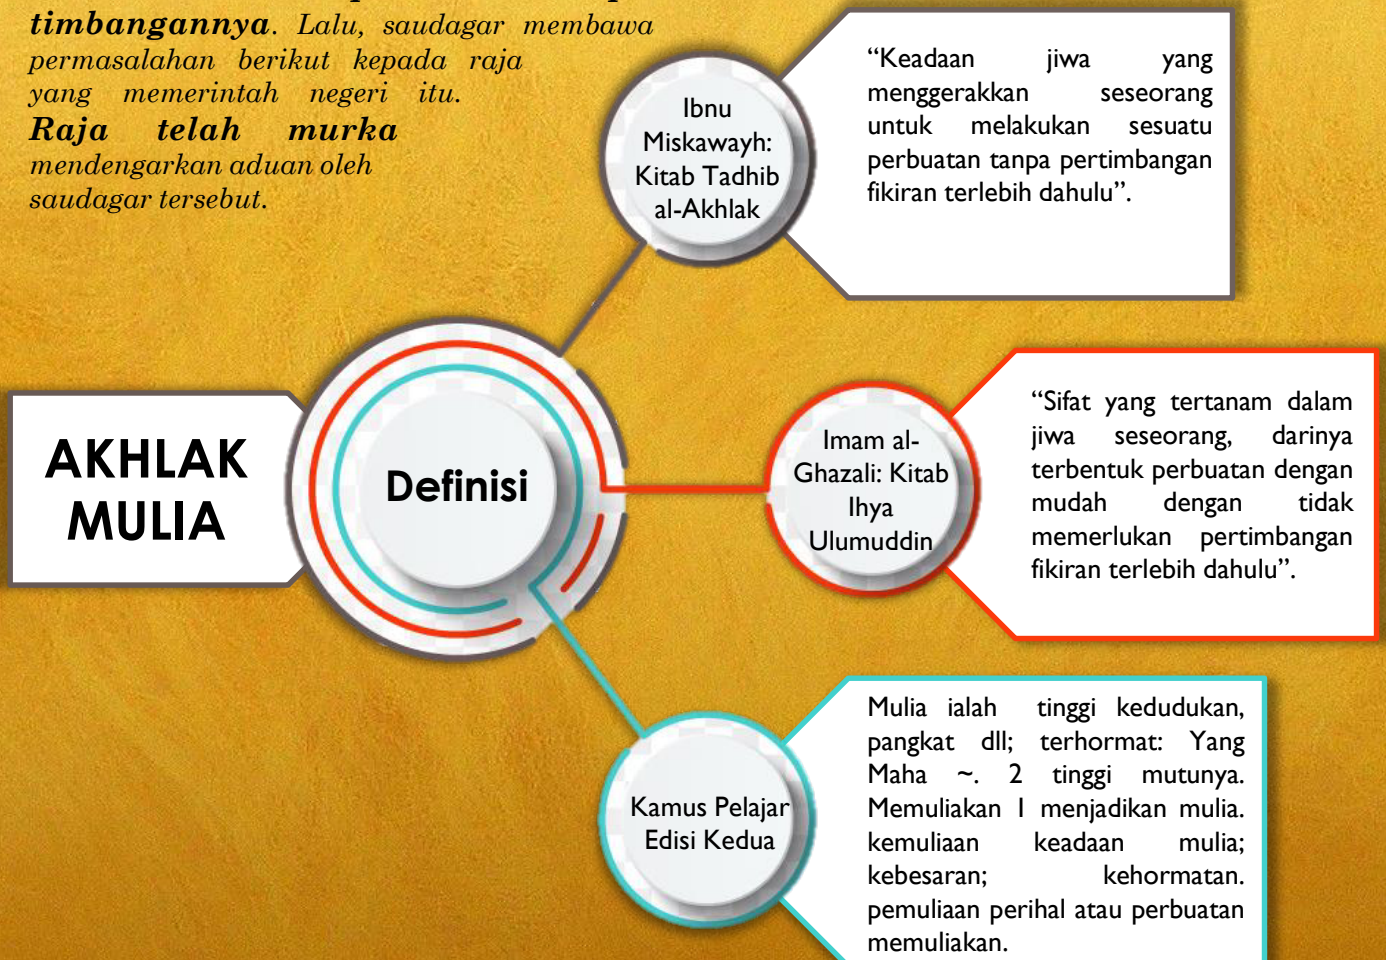 timbangannya. Lalu, saudagar membawa
permasalahan berikut kepada raja
yang memerintah negeri itu.
Raja telah murka
mendengarkan aduan oleh
saudagar tersebut.
AKHLAK
MULIA
Definisi
Ibnu
Miskawayh:
Kitab Tadhib
al-Akhlak
“Keadaan jiwa yang
menggerakkan seseorang
untuk melakukan sesuatu
perbuatan tanpa pertimbangan
fikiran terlebih dahulu”.
Imam al-
Ghazali: Kitab
Ihya
Ulumuddin
“Sifat yang tertanam dalam
jiwa seseorang, darinya
terbentuk perbuatan dengan
mudah dengan tidak
memerlukan pertimbangan
fikiran terlebih dahulu”.
Kamus Pelajar
Edisi Kedua
Mulia ialah tinggi kedudukan,
pangkat dll; terhormat: Yang
Maha ~. 2 tinggi mutunya.
Memuliakan 1 menjadikan mulia.
kemuliaan keadaan mulia;
kebesaran; kehormatan.
pemuliaan perihal atau perbuatan
memuliakan.